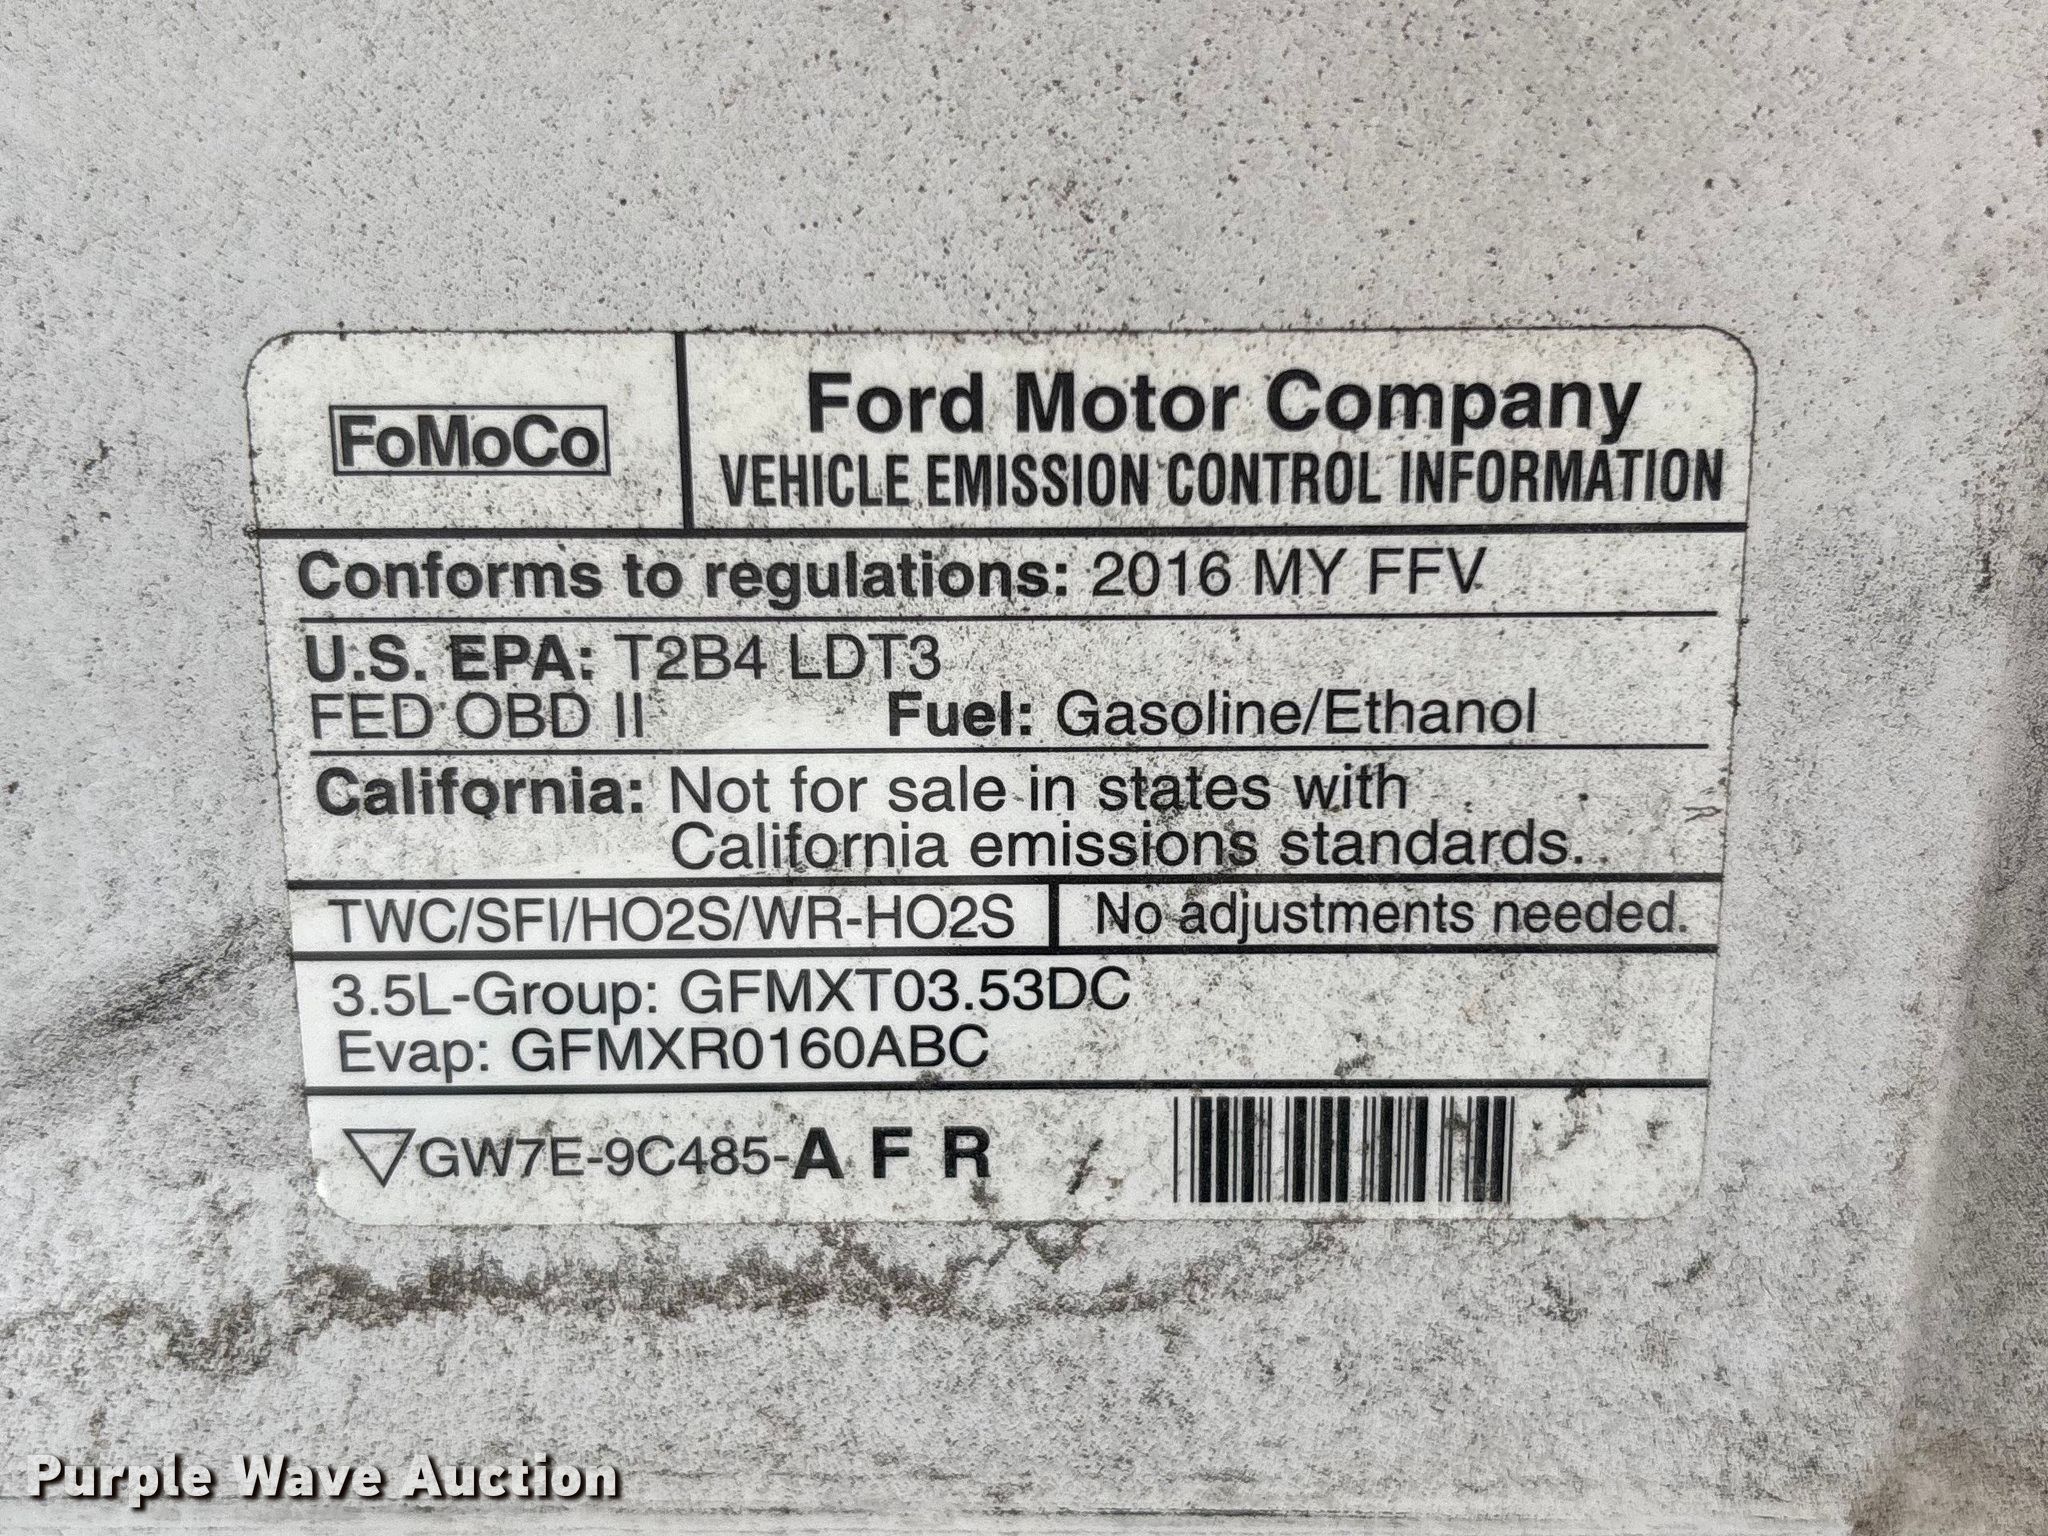 FoMoCo
Ford Motor Company
VEHICLE EMISSION CONTROL INFORMATION
Conforms to regulations: 2016 MY FFV
U.S. EPA: T2B4 LDT3
FED OBD II Fuel: Gasoline/Ethanol
California: Not for sale in states with
California emissions standards.
TWC/SFI/HO2S/WR-HO2S No adjustments needed.
3.5L-Group: GFMXT03.53DC
Evap: GFMXR0160ABC
GW7E-9C485-A F R
Purple Wave Auction